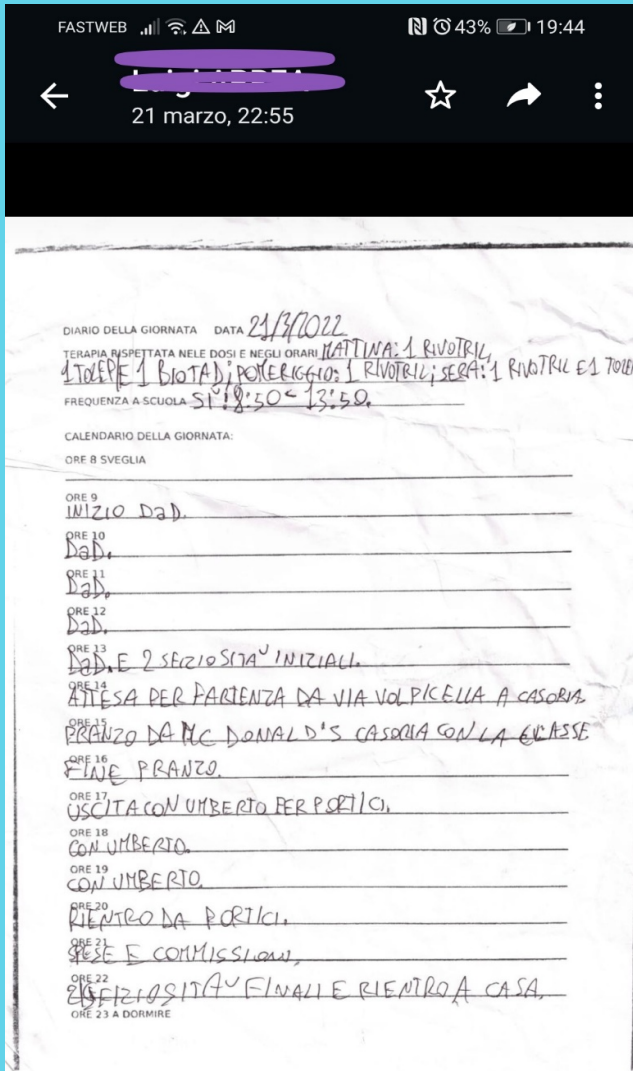 FASTWEB 43% 19:44
21 marzo, 22:55
DIARIO DELLA GIORNATA DATA 21/3/2022
TERAPIA RISPETTATA NELE DOSI E NEGLI ORARI MATTINA: 1 RIVOTRIL,
1 TOLEP E 1 BIOTAD; POMERIGGIO: 1 RIVOTRIL; SERA: 1 RIVOTRIL E 1 TOLEP
FREQUENZA A SCUOLA SI': 8:50 - 13:50.
CALENDARIO DELLA GIORNATA:
ORE 8 SVEGLIA
ORE 9
INIZIO DaD.
ORE 10
DaD.
ORE 11
DaD.
ORE 12
DaD.
ORE 13
DaD. E 2 INIZIALI.
ORE 14
ATTESA PER PARTENZA DA VIA VOLPICELLA A CASORIA.
ORE 15
PRANZO DA MC DONALD'S CASORIA CON LA CLASSE
ORE 16
FINE PRANZO.
ORE 17
USCITA CON UMBERTO PER PORTICI.
ORE 18
CON UMBERTO.
ORE 19
CON UMBERTO.
ORE 20
RIENTRO DA PORTICI.
ORE 21
SPESE E COMMISSIONI.
ORE 22
2 FINALI E RIENTRO A CASA.
ORE 23 A DORMIRE